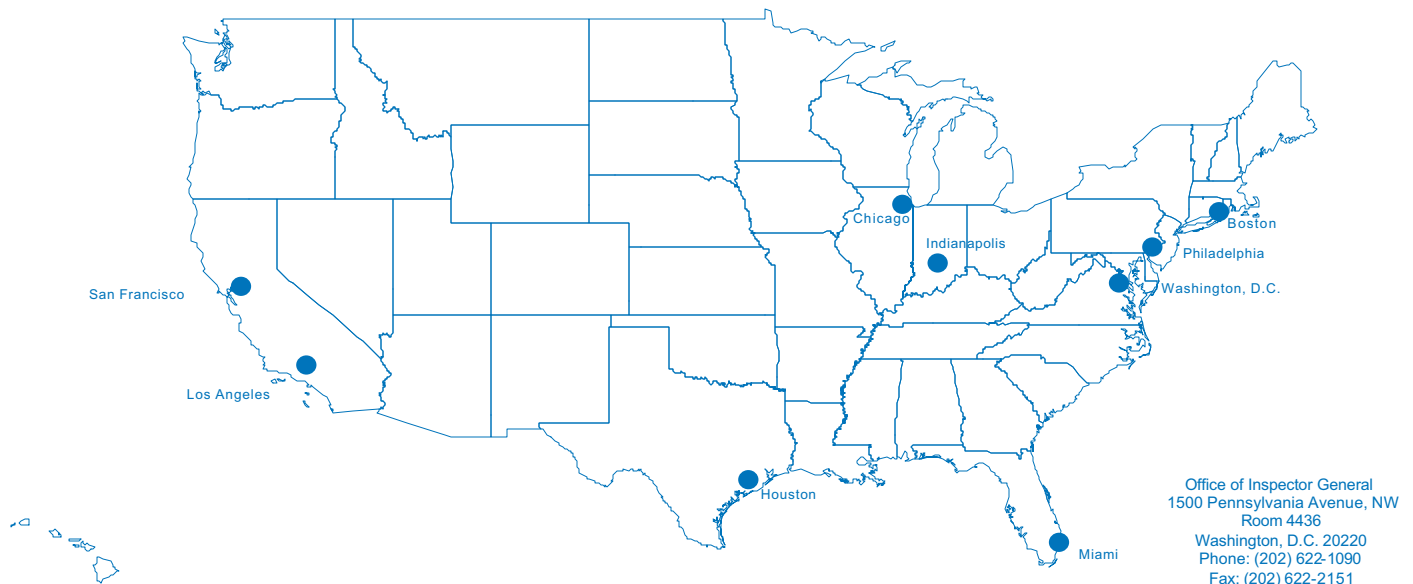 Chicago
Boston
Indianapolis
Philadelphia
San Francisco
Washington, D.C.
Los Angeles
Houston
Miami
Office of Inspector General
1500 Pennsylvania Avenue, NW
Room 4436
Washington, D.C. 20220
Phone: (202) 622-1090
Fax: (202) 622-2151